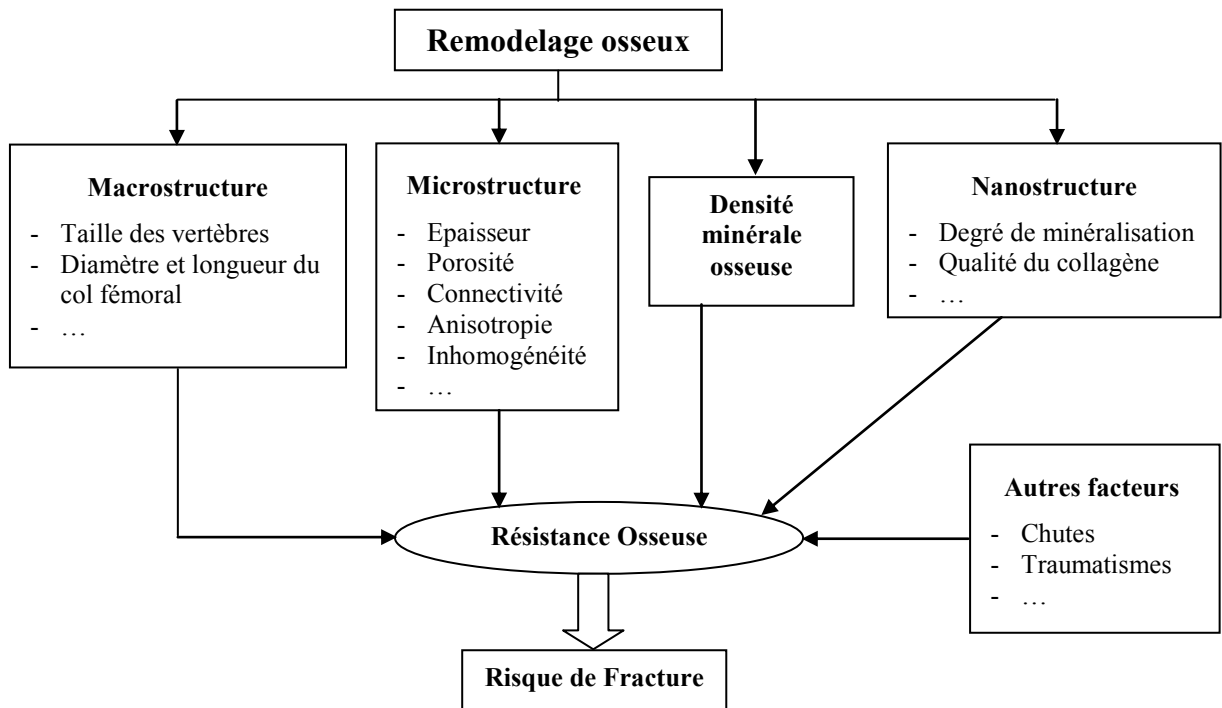 Remodelage osseux
Macrostructure
- Taille des vertèbres
- Diamètre et longueur du
col fémoral
- …
Microstructure
- Epaisseur
- Porosité
- Connectivité
- Anisotropie
- Inhomogénéité
- …
Densité
minérale
osseuse
Nanostructure
- Degré de minéralisation
- Qualité du collagène
- …
Autres facteurs
- Chutes
- Traumatismes
- …
Résistance Osseuse
Risque de Fracture